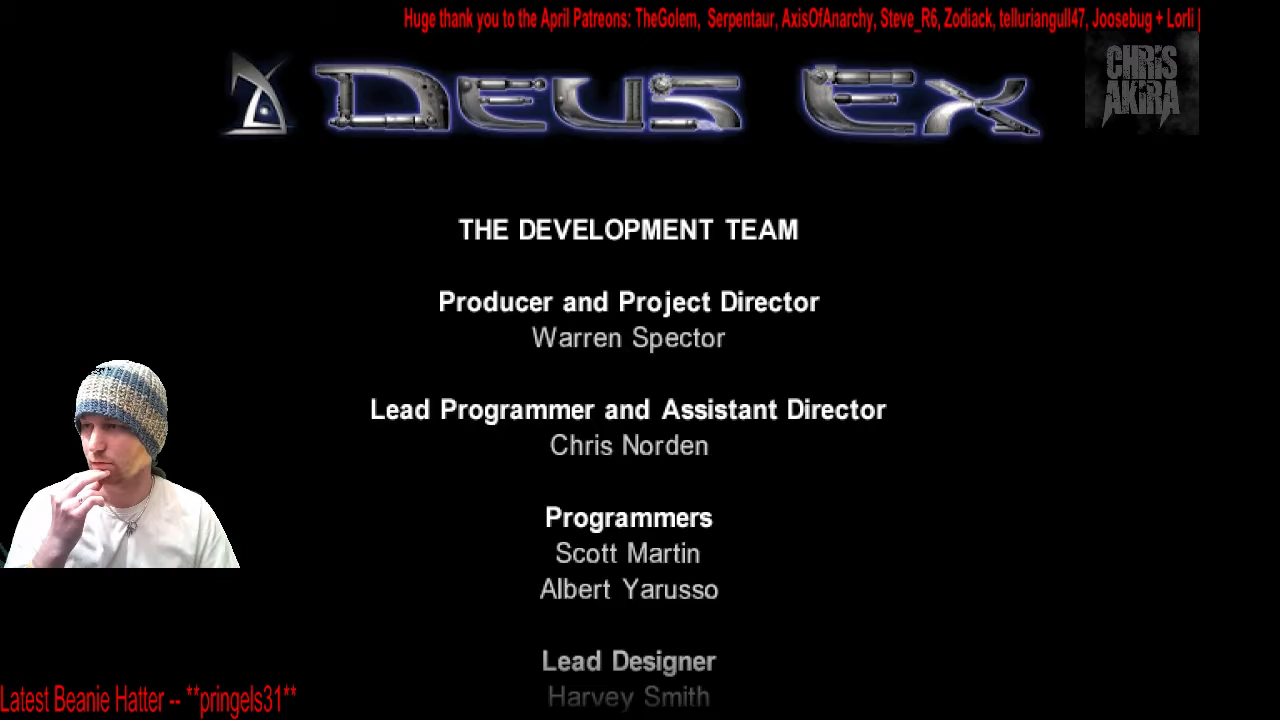 Huge thank you to the April Patreons: TheGolem, Serpentaur, AxisOfAnarchy, Steve_R6, Zodiack, telluriangull47, Joosebug + Lorli |
DEUS EX
CHRIS
AKIRA
THE DEVELOPMENT TEAM
Producer and Project Director
Warren Spector
Lead Programmer and Assistant Director
Chris Norden
Programmers
Scott Martin
Albert Yarusso
Lead Designer
Harvey Smith
Latest Beanie Hatter -- **pringels31**